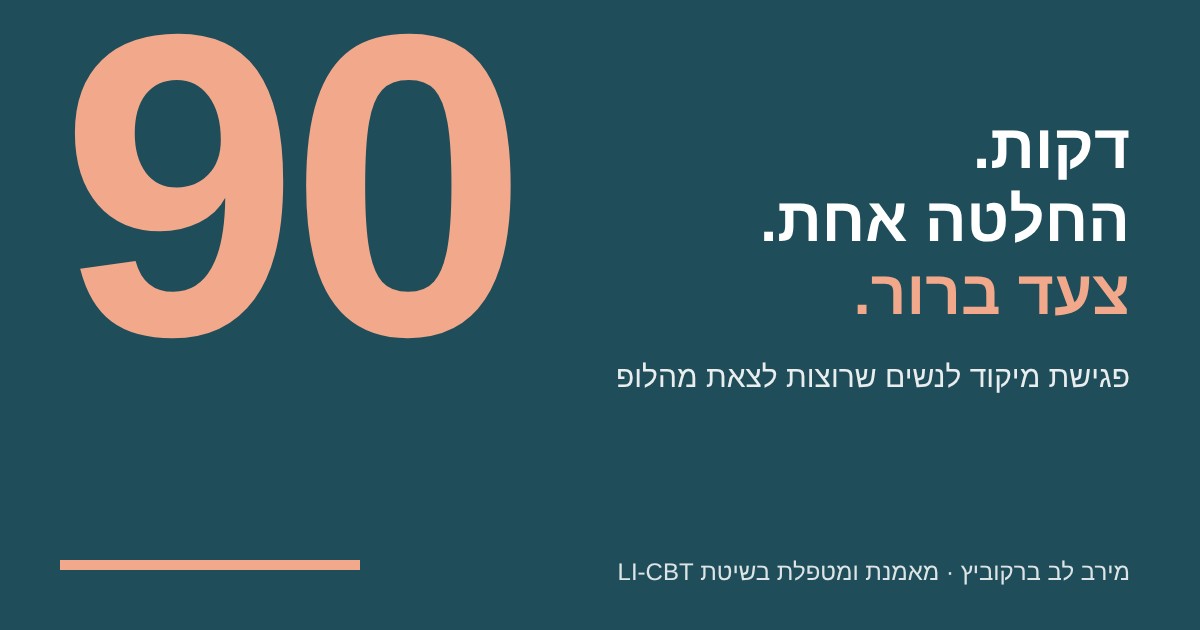 90
דקות.
החלטה אחת.
צעד ברור.
פגישת מיקוד לנשים שרוצות לצאת מהלופ
מירב לב ברקוביץ · מאמנת ומטפלת בשיטת LI-CBT